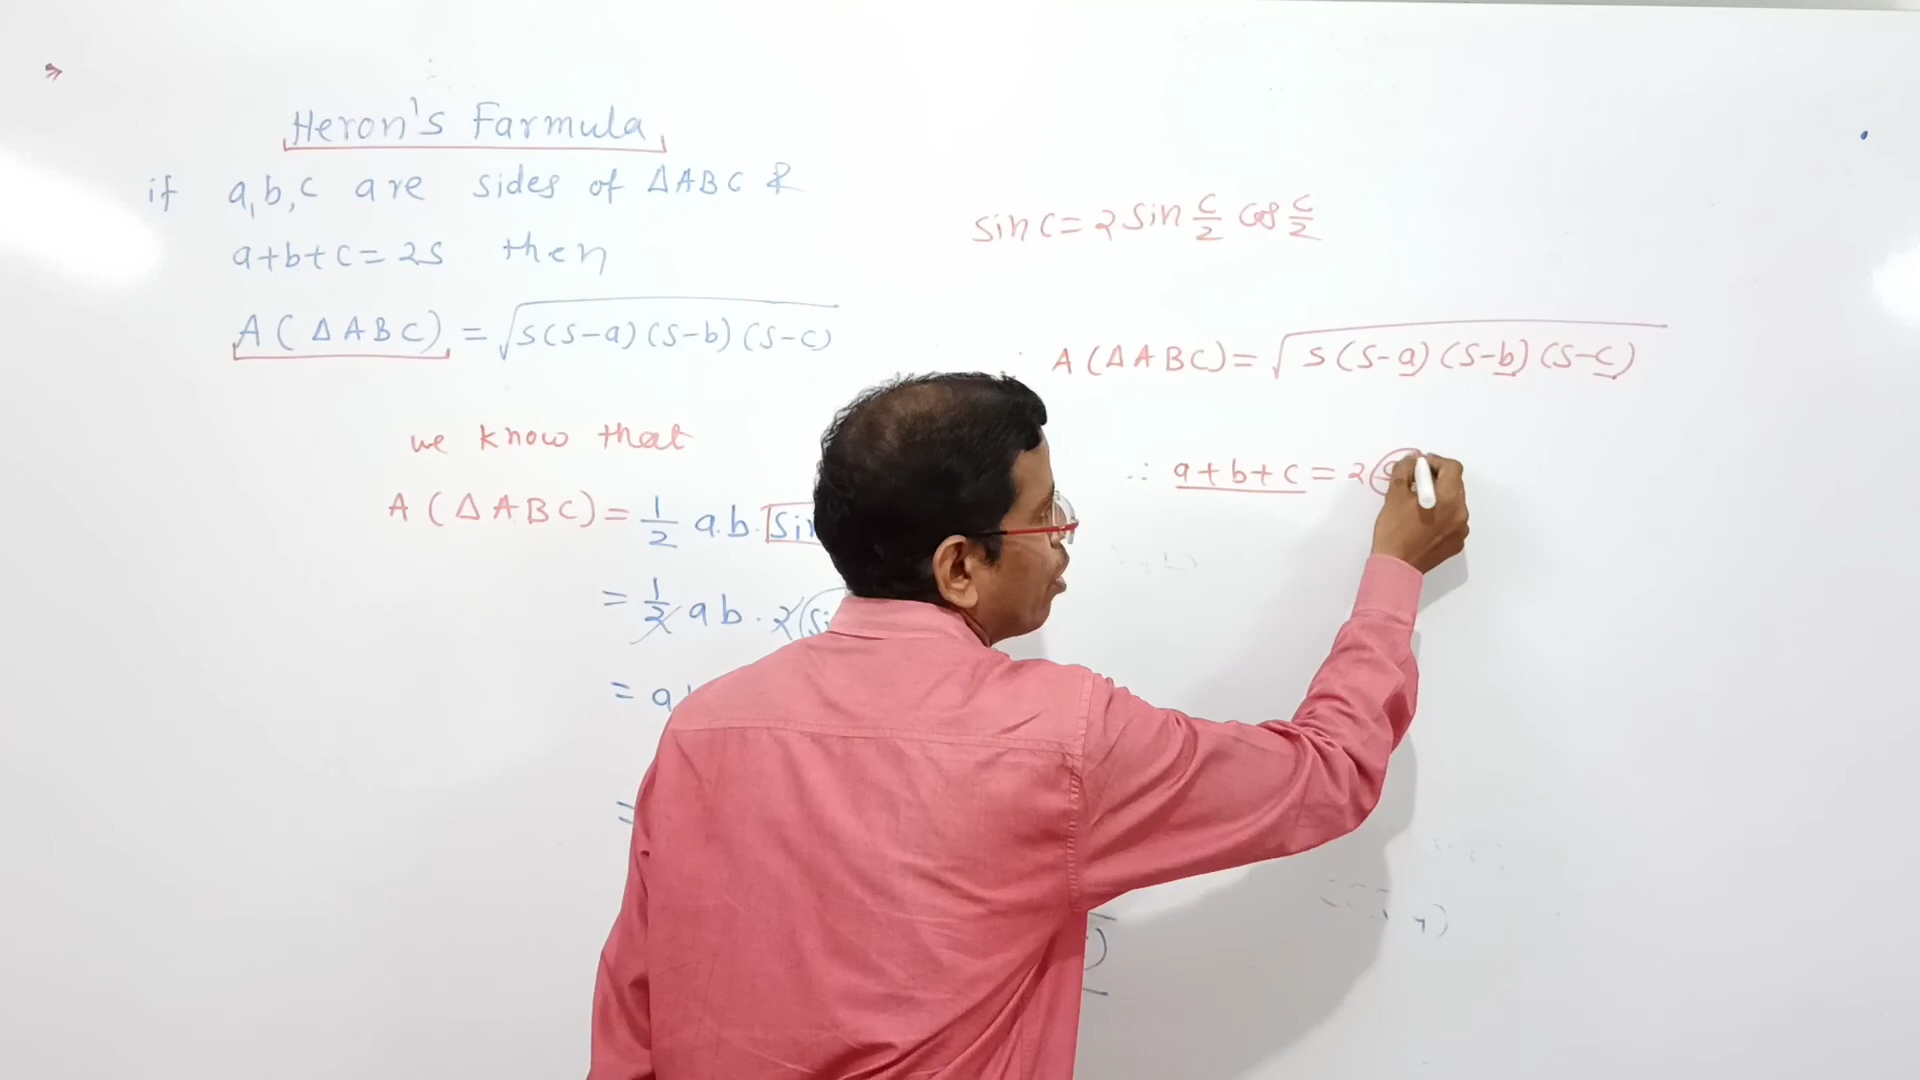 Heron's Farmula
if a,b,c are sides of ΔABC &
a+b+c=2s then
A(ΔABC) = √s(s-a)(s-b)(s-c)
we know that
A(ΔABC) = 1/2 a.b.
= 1/2 ab . 2
= a
=
sin C = 2 sin C/2 cos C/2
A(ΔABC) = √s(s-a)(s-b)(s-c)
∴ a+b+c = 2